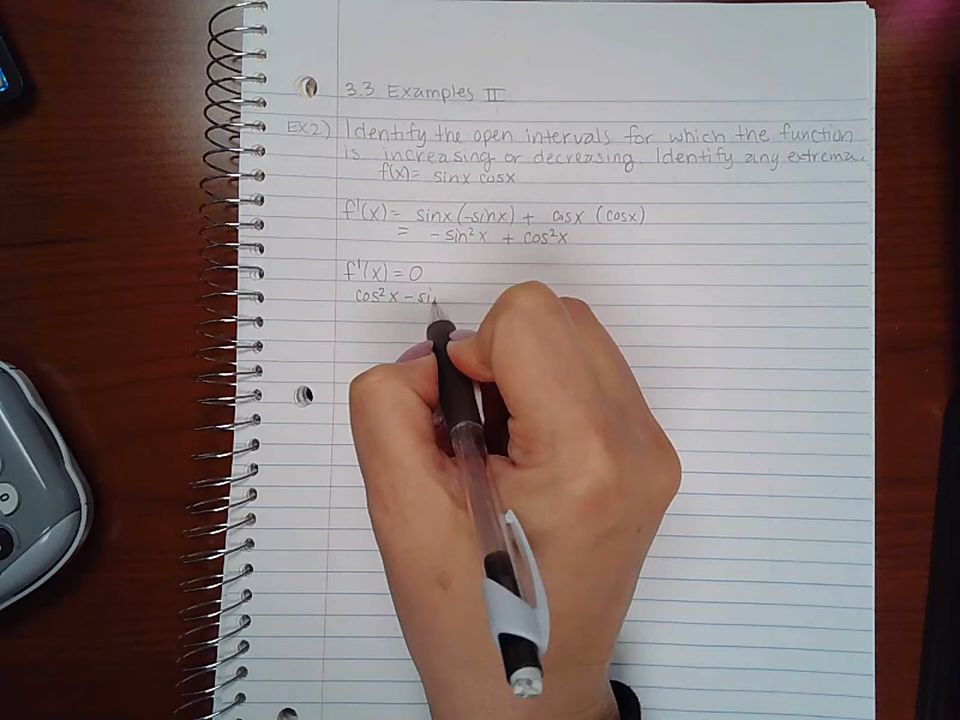 3.3 Examples II
EX2) Identify the open intervals for which the function
is increasing or decreasing Identify any extrema.
f(x)= sinx cosx
f'(x) = sinx(-sinx) + cosx (cosx)
= -sin²x + cos²x
f'(x) = 0
cos²x - si
0